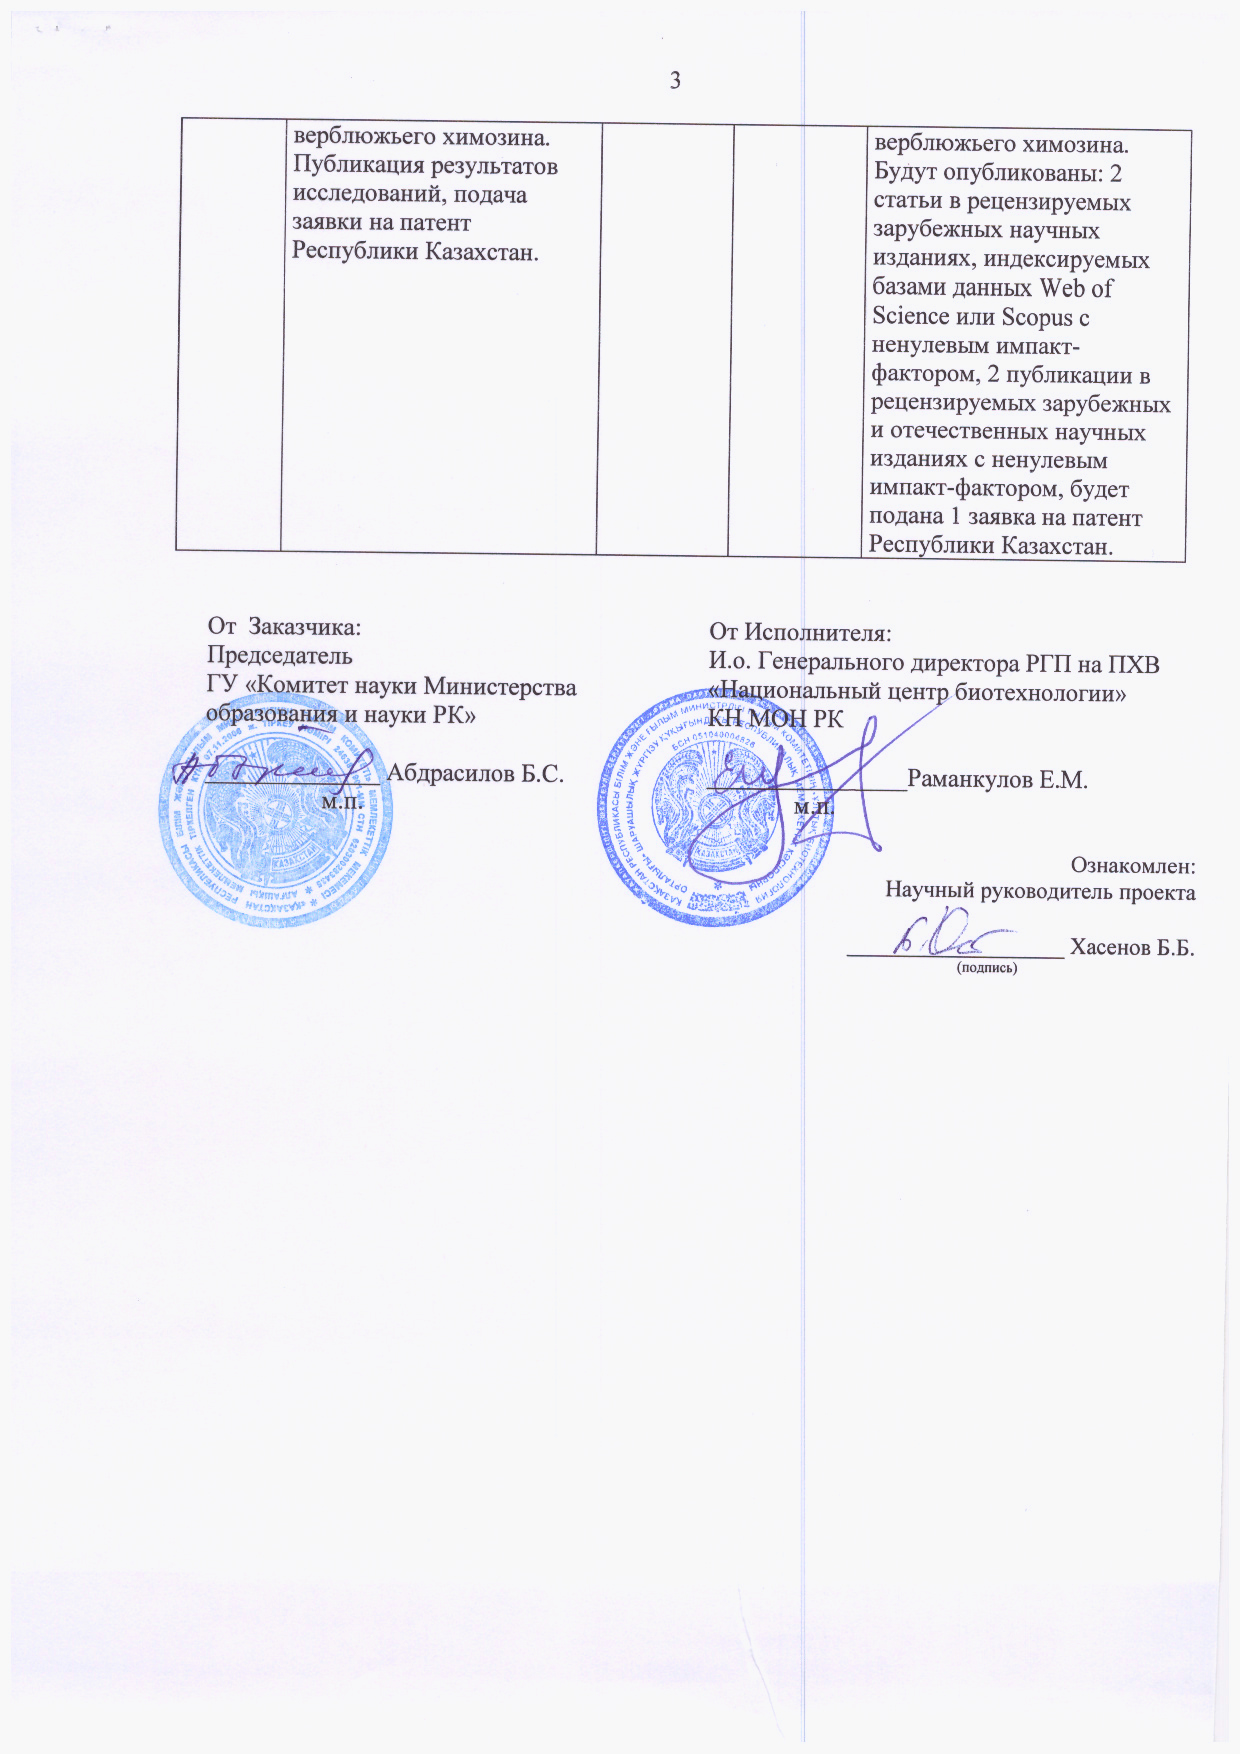 3
верблюжьего химозина.
Публикация результатов
исследований, подача
заявки на патент
Республики Казахстан.
верблюжьего химозина.
Будут опубликованы: 2
статьи в рецензируемых
зарубежных научных
изданиях, индексируемых
базами данных Web of
Science или Scopus с
ненулевым импакт-
фактором, 2 публикации в
рецензируемых зарубежных
и отечественных научных
изданиях с ненулевым
импакт-фактором, будет
подана 1 заявка на патент
Республики Казахстан.
От Заказчика:
Председатель
ГУ «Комитет науки Министерства
образования и науки РК»
Абдрасилов Б.С.
м.п.
От Исполнителя:
И.о. Генерального директора РГП на ПХВ
«Национальный центр биотехнологии»
КН МОН РК
Раманкулов Е.М.
м.п.
БСН 051040004826
ҚАЗАҚСТАН
ҚАЗАҚСТАН
Ознакомлен:
Научный руководитель проекта
Хасенов Б.Б.
(подпись)